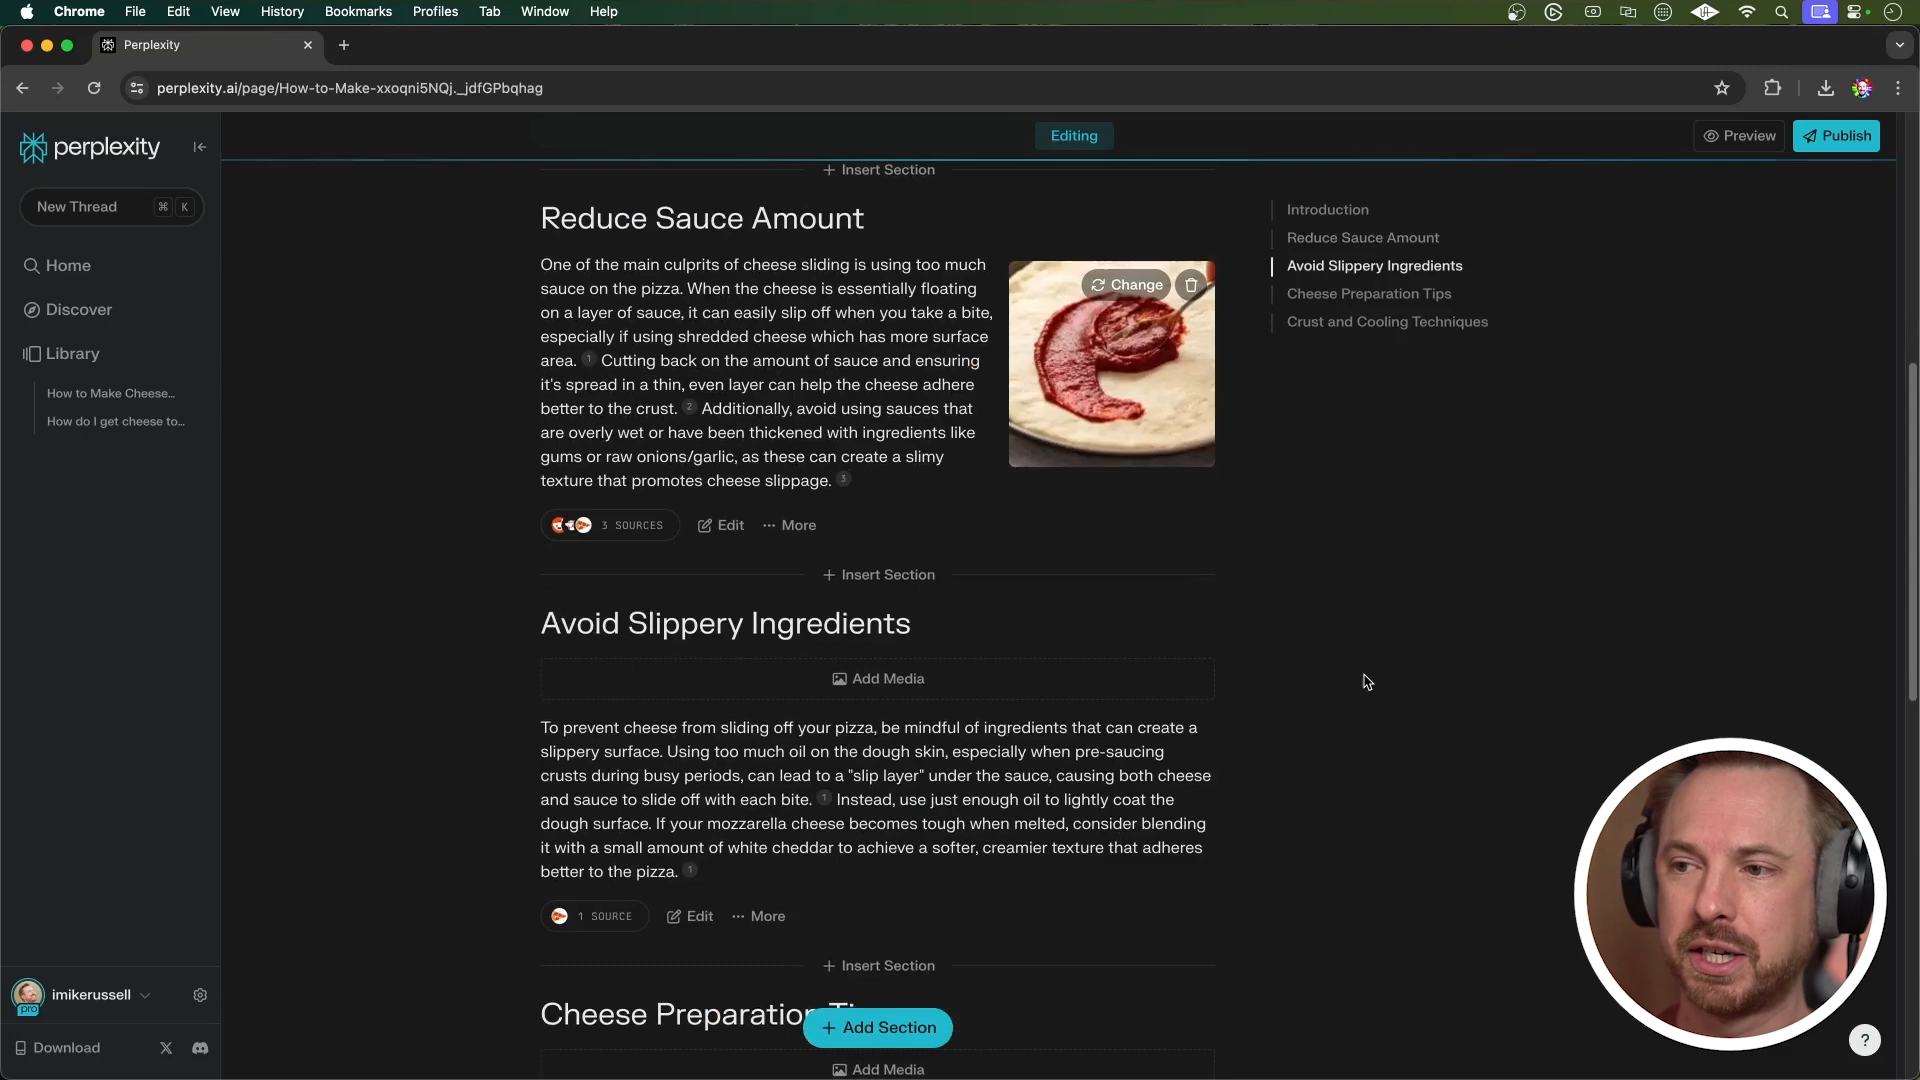 Chrome File Edit View History Bookmarks Profiles Tab Window Help
Perplexity
perplexity.ai/page/How-to-Make-xxoqni5NQj._jdfGPbqhag
perplexity
New Thread ⌘ K
Home
Discover
Library
How to Make Cheese...
How do I get cheese to...
imikerussell
pro
Download
Editing
Preview
Publish
+ Insert Section
Reduce Sauce Amount
One of the main culprits of cheese sliding is using too much
sauce on the pizza. When the cheese is essentially floating
on a layer of sauce, it can easily slip off when you take a bite,
especially if using shredded cheese which has more surface
area. 1 Cutting back on the amount of sauce and ensuring
it's spread in a thin, even layer can help the cheese adhere
better to the crust. 2 Additionally, avoid using sauces that
are overly wet or have been thickened with ingredients like
gums or raw onions/garlic, as these can create a slimy
texture that promotes cheese slippage. 3
Change
3 SOURCES Edit ··· More
+ Insert Section
Avoid Slippery Ingredients
Add Media
To prevent cheese from sliding off your pizza, be mindful of ingredients that can create a
slippery surface. Using too much oil on the dough skin, especially when pre-saucing
crusts during busy periods, can lead to a "slip layer" under the sauce, causing both cheese
and sauce to slide off with each bite. 1 Instead, use just enough oil to lightly coat the
dough surface. If your mozzarella cheese becomes tough when melted, consider blending
it with a small amount of white cheddar to achieve a softer, creamier texture that adheres
better to the pizza. 1
1 SOURCE Edit ··· More
+ Insert Section
Cheese Preparation Ti
+ Add Section
Add Media
Introduction
Reduce Sauce Amount
Avoid Slippery Ingredients
Cheese Preparation Tips
Crust and Cooling Techniques
?